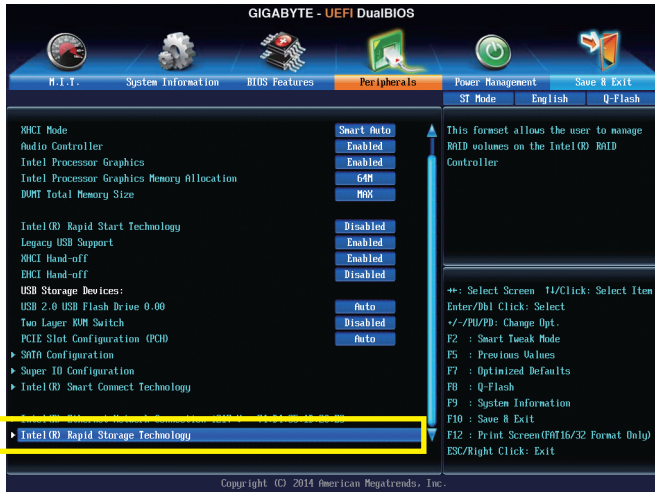 GIGABYTE - UEFI DualBIOS
M.I.T.
System Information
BIOS Features
Peripherals
Power Management
Save & Exit
ST Mode
English
Q-Flash
XHCI Mode Smart Auto
Audio Controller Enabled
Intel Processor Graphics Enabled
Intel Processor Graphics Memory Allocation 64M
DVMT Total Memory Size MAX
Intel(R) Rapid Start Technology Disabled
Legacy USB Support Enabled
XHCI Hand-off Enabled
EHCI Hand-off Disabled
USB Storage Devices:
USB 2.0 USB Flash Drive 0.00 Auto
Two Layer KVM Switch Disabled
PCIE Slot Configuration (PCH) Auto
SATA Configuration
Super IO Configuration
Intel(R) Smart Connect Technology
Intel(R) Ethernet Network Connection I217-V
Intel(R) Rapid Storage Technology
This formset allows the user to manage
RAID volumes on the Intel(R) RAID
Controller
: Select Screen ↑↓/Click: Select Item
Enter/Dbl Click: Select
+/-/PU/PD: Change Opt.
F2 : Smart Tweak Mode
F5 : Previous Values
F7 : Optimized Defaults
F8 : Q-Flash
F9 : System Information
F10 : Save & Exit
F12 : Print Screen(FAT16/32 Format Only)
ESC/Right Click: Exit
Copyright (C) 2014 American Megatrends, Inc.